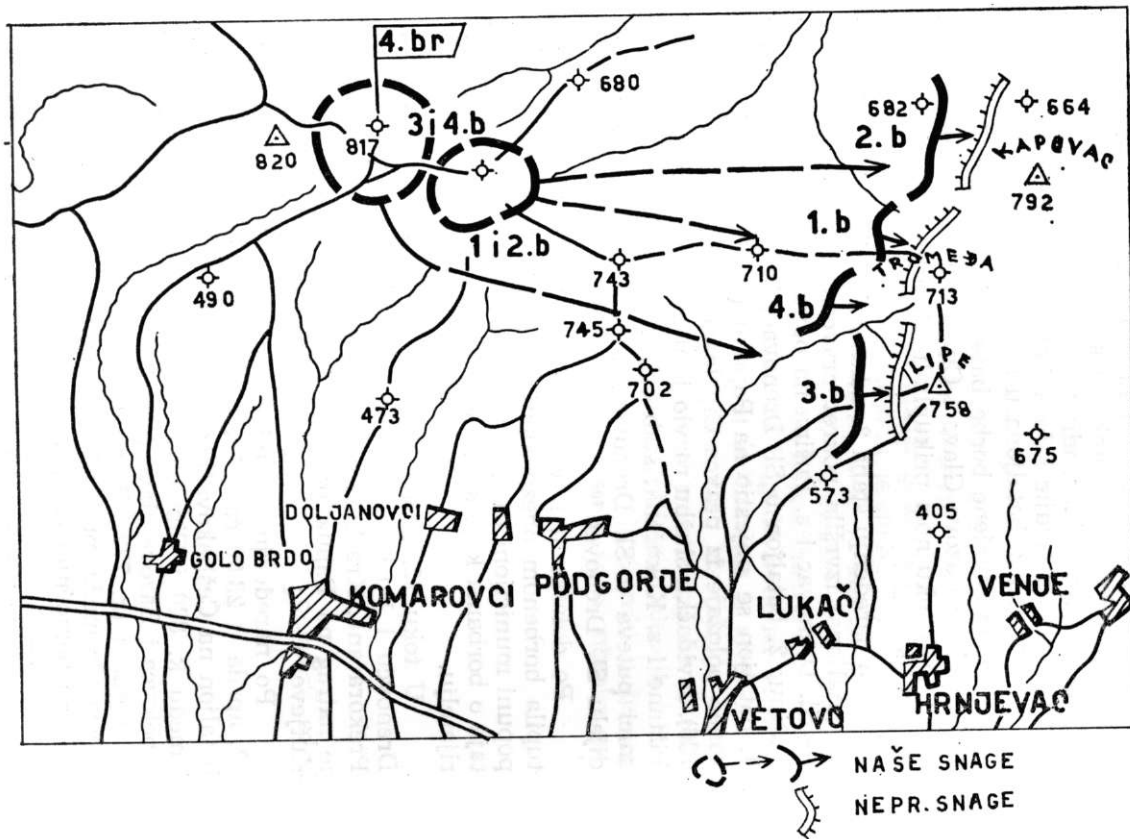 4.br
680
3 i 4.b
682
664
2.b
820
817
KAPOVAC
792
1 i 2.b
1.b
743
710
TROMEĐA
490
713
4.b
745
LIPE
702
3.b
758
473
675
573
DOLJANOVCI
405
GOLO BRDO
KOMAROVCI
PODGORJE
LUKAČ
VENJE
HRNJEVAC
VETOVO
NAŠE SNAGE
NEPR. SNAGE